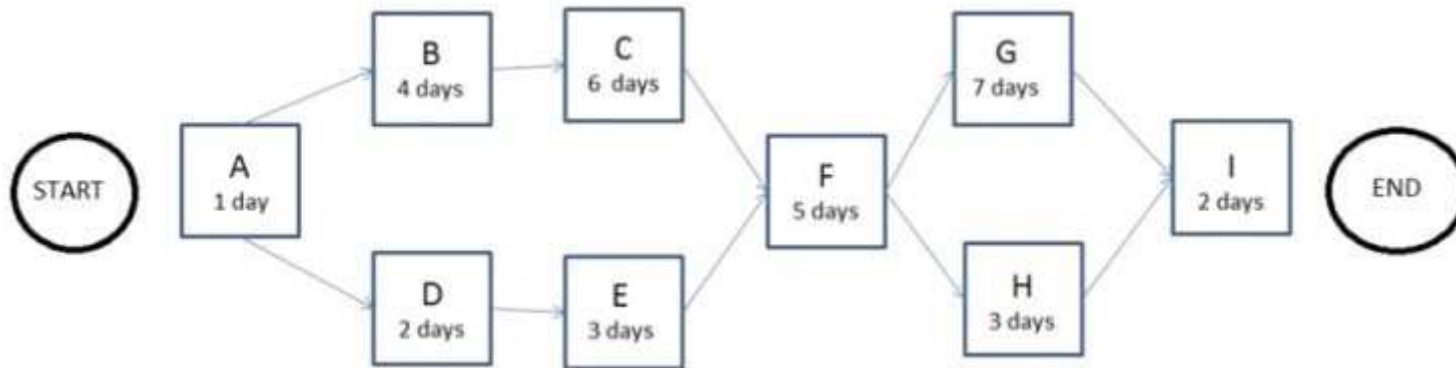 START
A
1 day
B
4 days
C
6 days
D
2 days
E
3 days
F
5 days
G
7 days
H
3 days
I
2 days
END